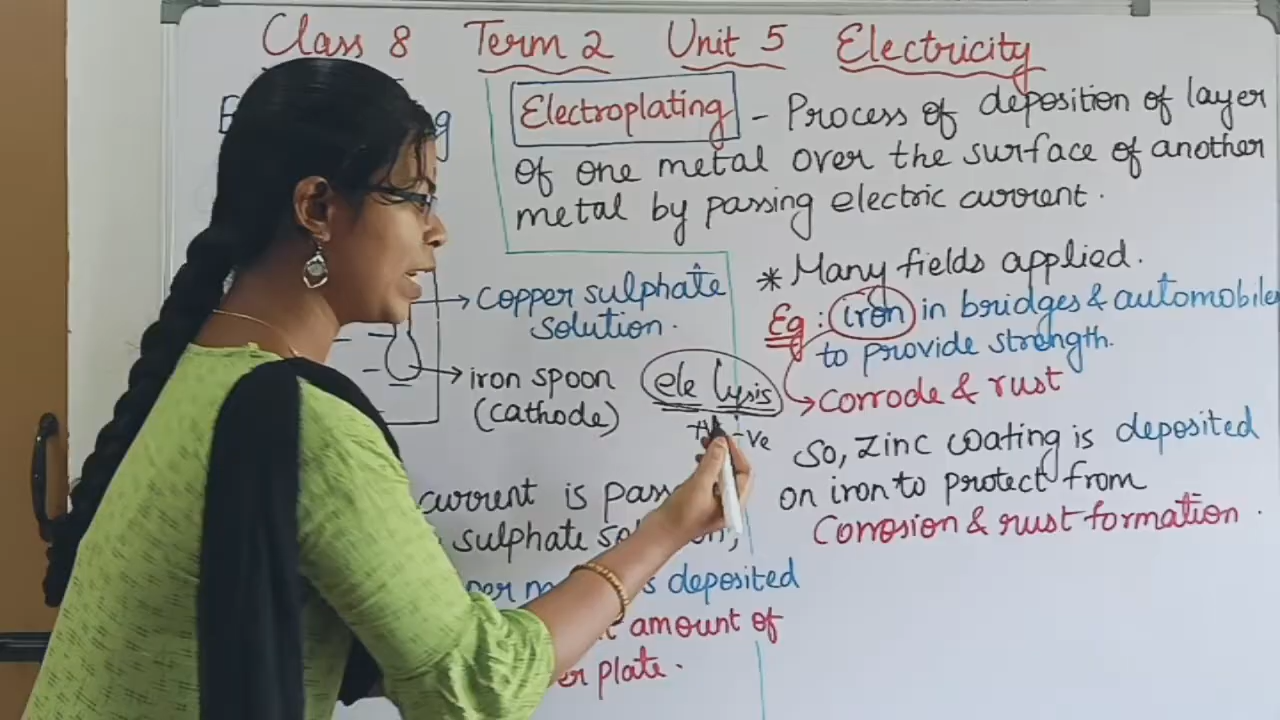 Class 8 Term 2 Unit 5 Electricity
Electroplating - Process of deposition of layer
of one metal over the surface of another
metal by passing electric current.
copper sulphate
solution.
iron spoon
(cathode)
ele lysis
-ve
* Many fields applied.
Eg: iron in bridges & automobile
to provide strength.
Corrode & rust
So, Zinc coating is deposited
on iron to protect from
Corrosion & rust formation.
current is
sulphate
deposited
amount of
plate.